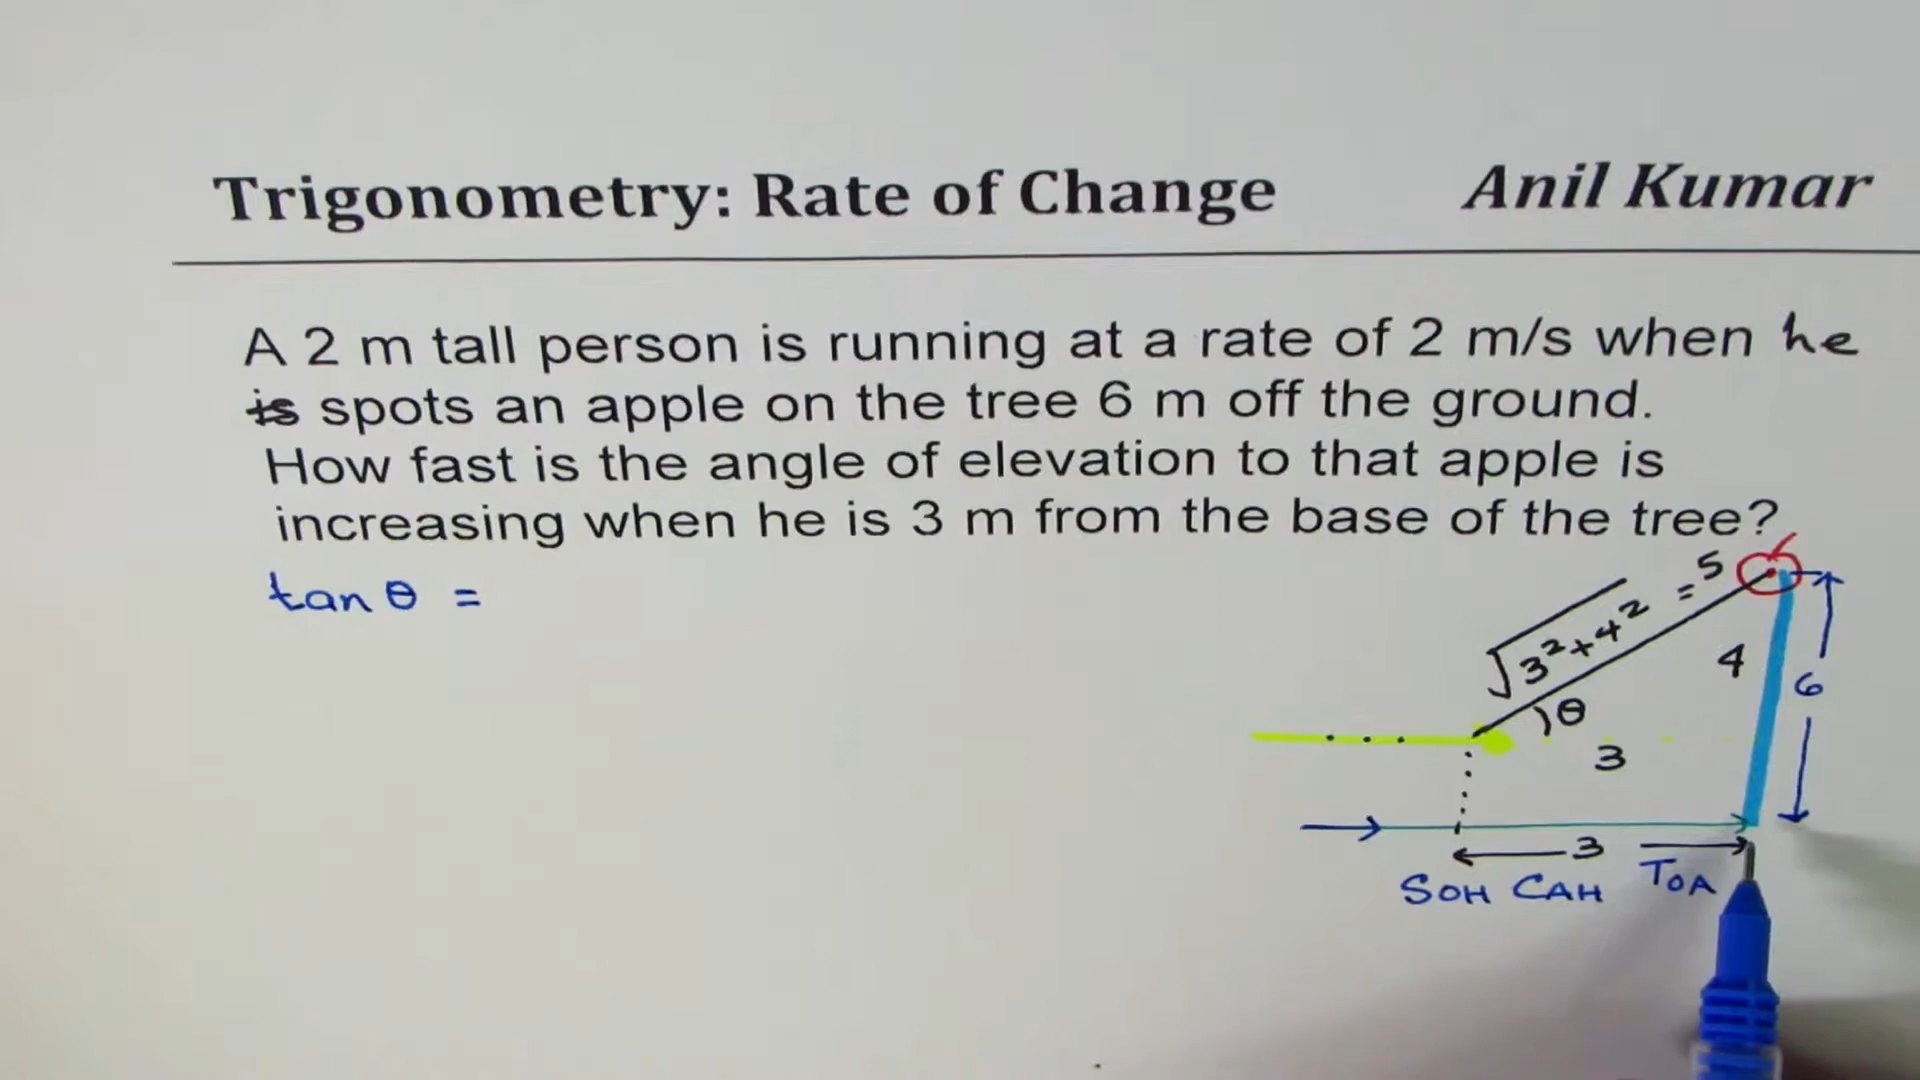 Trigonometry: Rate of Change Anil Kumar
A 2 m tall person is running at a rate of 2 m/s when he
is spots an apple on the tree 6 m off the ground.
How fast is the angle of elevation to that apple is
increasing when he is 3 m from the base of the tree?
tan θ =
√3²+4² = 5
4
6
θ
3
3
SOH CAH TOA